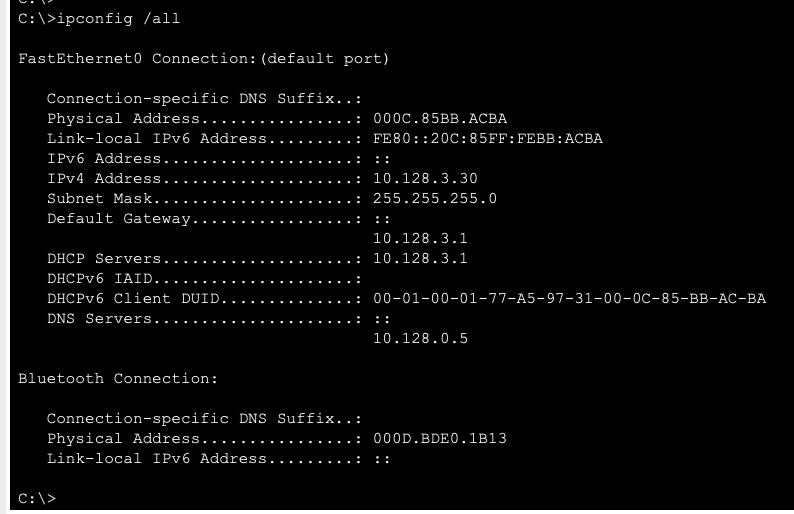 C:\>
C:\>ipconfig /all
FastEthernet0 Connection:(default port)
Connection-specific DNS Suffix..:
Physical Address................: 000C.85BB.ACBA
Link-local IPv6 Address.........: FE80::20C:85FF:FEBB:ACBA
IPv6 Address....................: ::
IPv4 Address....................: 10.128.3.30
Subnet Mask.....................: 255.255.255.0
Default Gateway.................: ::
10.128.3.1
DHCP Servers....................: 10.128.3.1
DHCPv6 IAID.....................:
DHCPv6 Client DUID..............: 00-01-00-01-77-A5-97-31-00-0C-85-BB-AC-BA
DNS Servers.....................: ::
10.128.0.5
Bluetooth Connection:
Connection-specific DNS Suffix..:
Physical Address................: 000D.BDE0.1B13
Link-local IPv6 Address.........: ::
C:\>